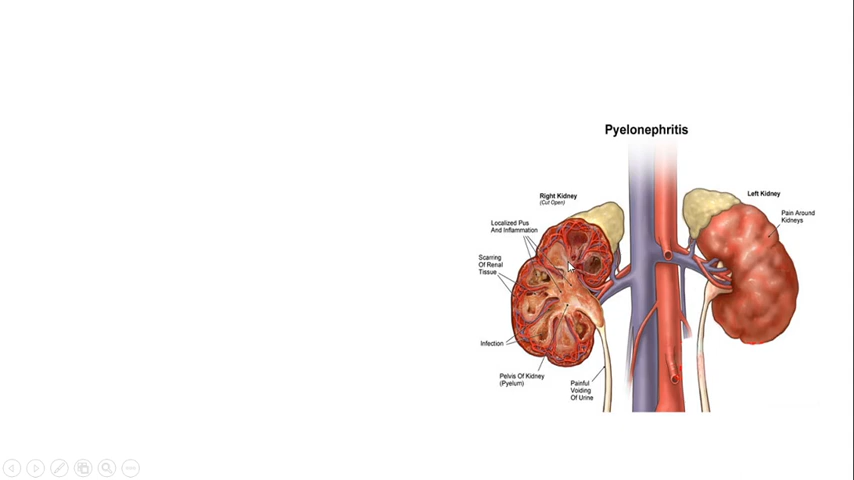 Pyelonephritis
Right Kidney
(Cut Open)
Left Kidney
Localized Pus
And Inflammation
Pain Around
Kidneys
Scarring
Of Renal
Tissue
Infection
Pelvis Of Kidney
(Pyelum)
Painful
Voiding
Of Urine